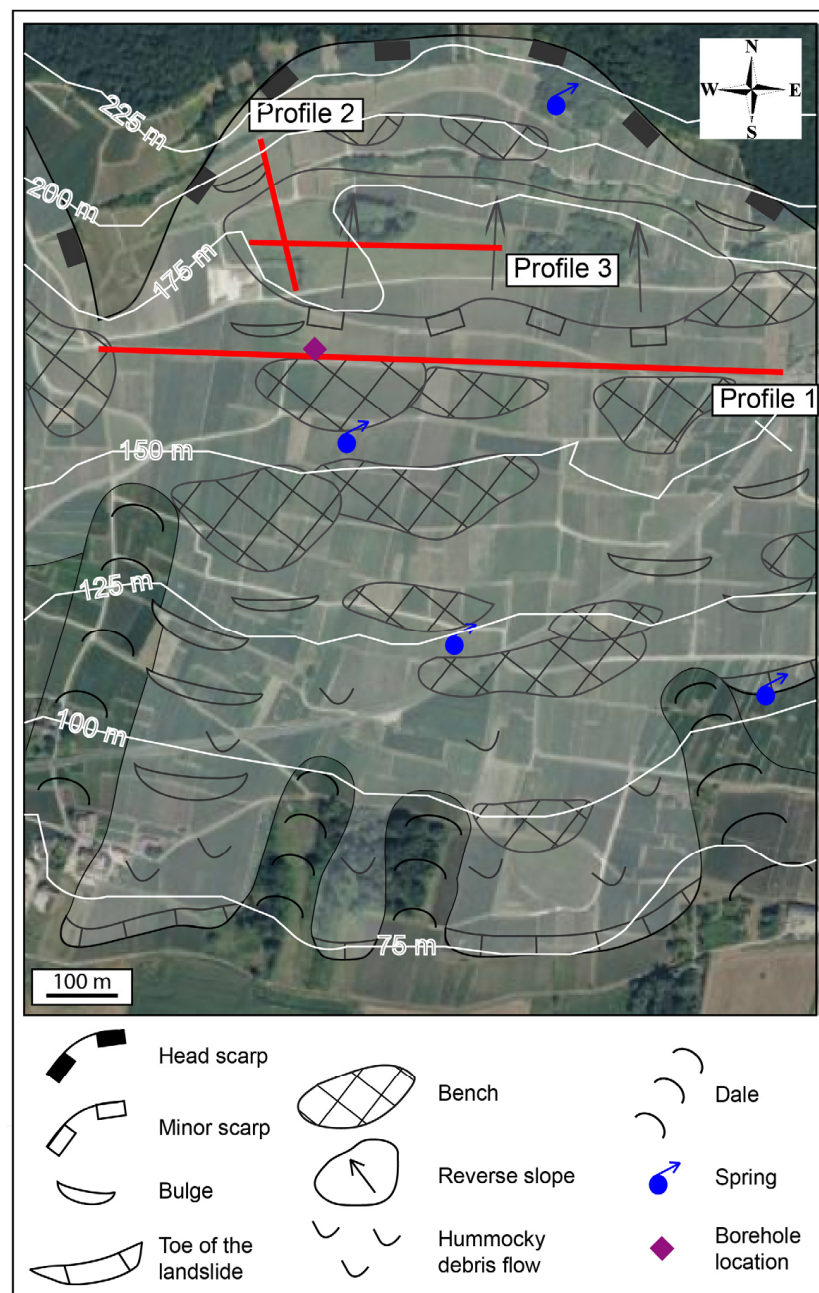 N
W E
S
225 m
Profile 2
200 m
175 m
Profile 3
Profile 1
150 m
125 m
100 m
75 m
100 m
Head scarp
Minor scarp
Bulge
Toe of the
landslide
Bench
Reverse slope
Hummocky
debris flow
Dale
Spring
Borehole
location